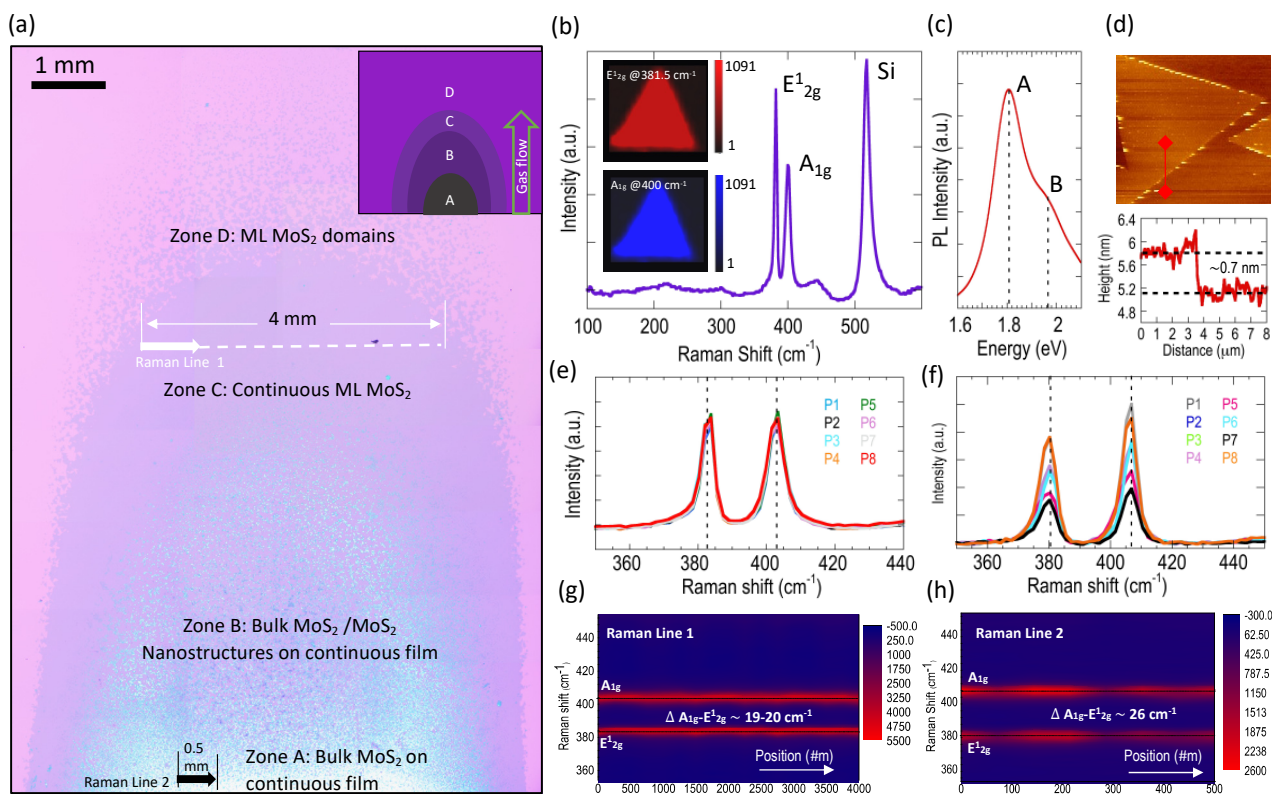 (a)
1 mm
D
C
B
A
Gas flow
Zone D: ML MoS₂ domains
4 mm
Raman Line 1
Zone C: Continuous ML MoS₂
Zone B: Bulk MoS₂ /MoS₂
Nanostructures on continuous film
0.5
mm
Raman Line 2
Zone A: Bulk MoS₂ on
continuous film
(b)
E¹₂g @381.5 cm⁻¹
1091
1
A₁g @400 cm⁻¹
1091
1
E¹₂g
A₁g
Si
Intensity (a.u.)
100 200 300 400 500
Raman Shift (cm⁻¹)
(c)
A
B
PL Intensity (a.u.)
1.6 1.8 2
Energy (eV)
(d)
6.4
6
5.6
5.2
4.8
~0.7 nm
Height (nm)
0 1 2 3 4 5 6 7 8
Distance (μm)
(e)
P1 P5
P2 P6
P3 P7
P4 P8
Intensity (a.u.)
360 380 400 420 440
Raman shift (cm⁻¹)
(f)
P1 P5
P2 P6
P3 P7
P4 P8
Intensity (a.u.)
360 380 400 420 440
Raman shift (cm⁻¹)
(g)
Raman Line 1
A₁g
Δ A₁g-E¹₂g ~ 19-20 cm⁻¹
E¹₂g
Position (#m)
Raman Shift (cm⁻¹)
440
420
400
380
360
0 500 1000 1500 2000 2500 3000 3500 4000
-500.0
250.0
1000
1750
2500
3250
4000
4750
5500
(h)
Raman Line 2
A₁g
Δ A₁g-E¹₂g ~ 26 cm⁻¹
E¹₂g
Position (#m)
Raman Shift (cm⁻¹)
440
420
400
380
360
0 100 200 300 400 500
-300.0
62.50
425.0
787.5
1150
1513
1875
2238
2600